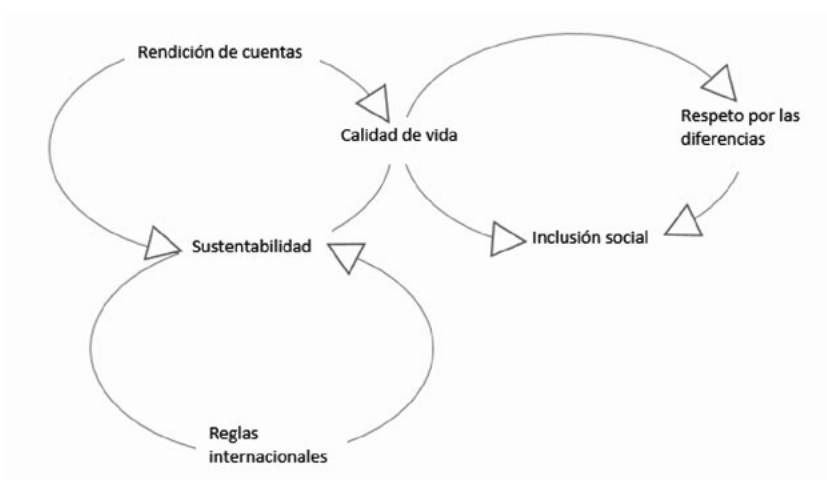 Rendición de cuentas
Calidad de vida
Respeto por las
diferencias
Sustentabilidad
Inclusión social
Reglas
internacionales